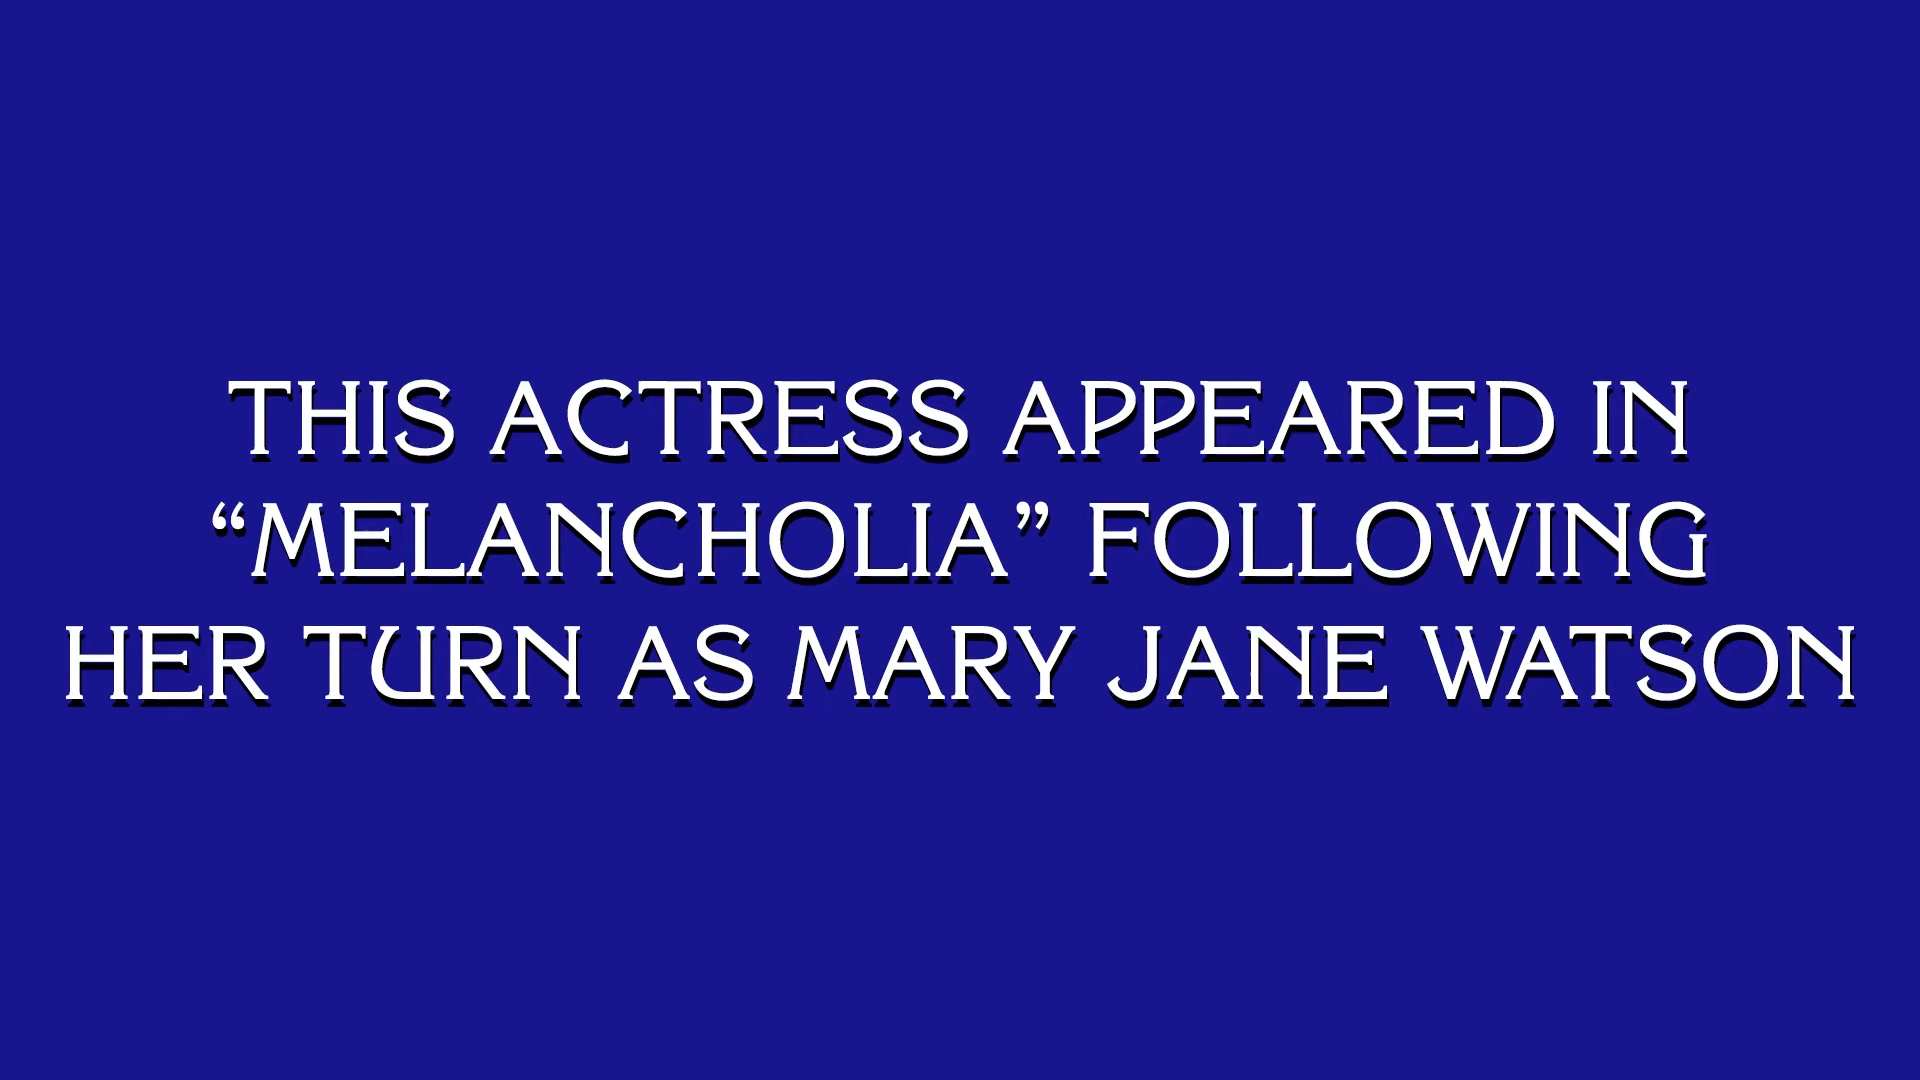 THIS ACTRESS APPEARED IN
“MELANCHOLIA” FOLLOWING
HER TURN AS MARY JANE WATSON